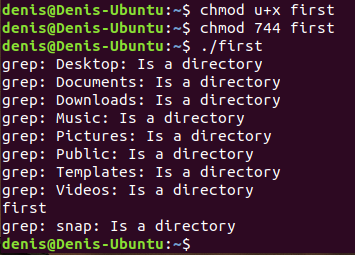 denis@Denis-Ubuntu:~$ chmod u+x first
denis@Denis-Ubuntu:~$ chmod 744 first
denis@Denis-Ubuntu:~$ ./first
grep: Desktop: Is a directory
grep: Documents: Is a directory
grep: Downloads: Is a directory
grep: Music: Is a directory
grep: Pictures: Is a directory
grep: Public: Is a directory
grep: Templates: Is a directory
grep: Videos: Is a directory
first
grep: snap: Is a directory
denis@Denis-Ubuntu:~$